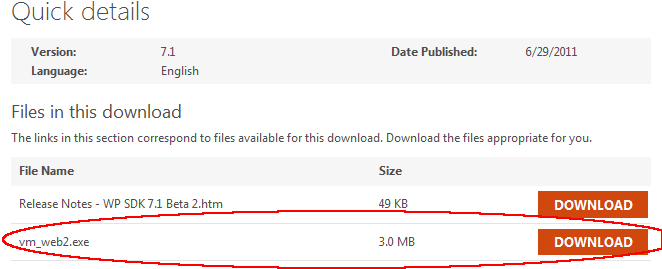 Quick details
Version: 7.1 Date Published: 6/29/2011
Language: English
Files in this download
The links in this section correspond to files available for this download. Download the files appropriate for you.
File Name Size
Release Notes - WP SDK 7.1 Beta 2.htm 49 KB DOWNLOAD
vm_web2.exe 3.0 MB DOWNLOAD